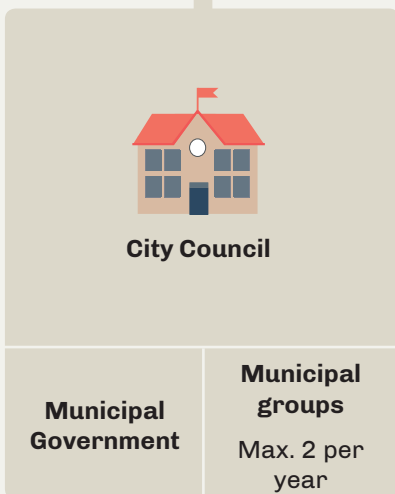 City Council
Municipal
Government
Municipal
groups
Max. 2 per
year